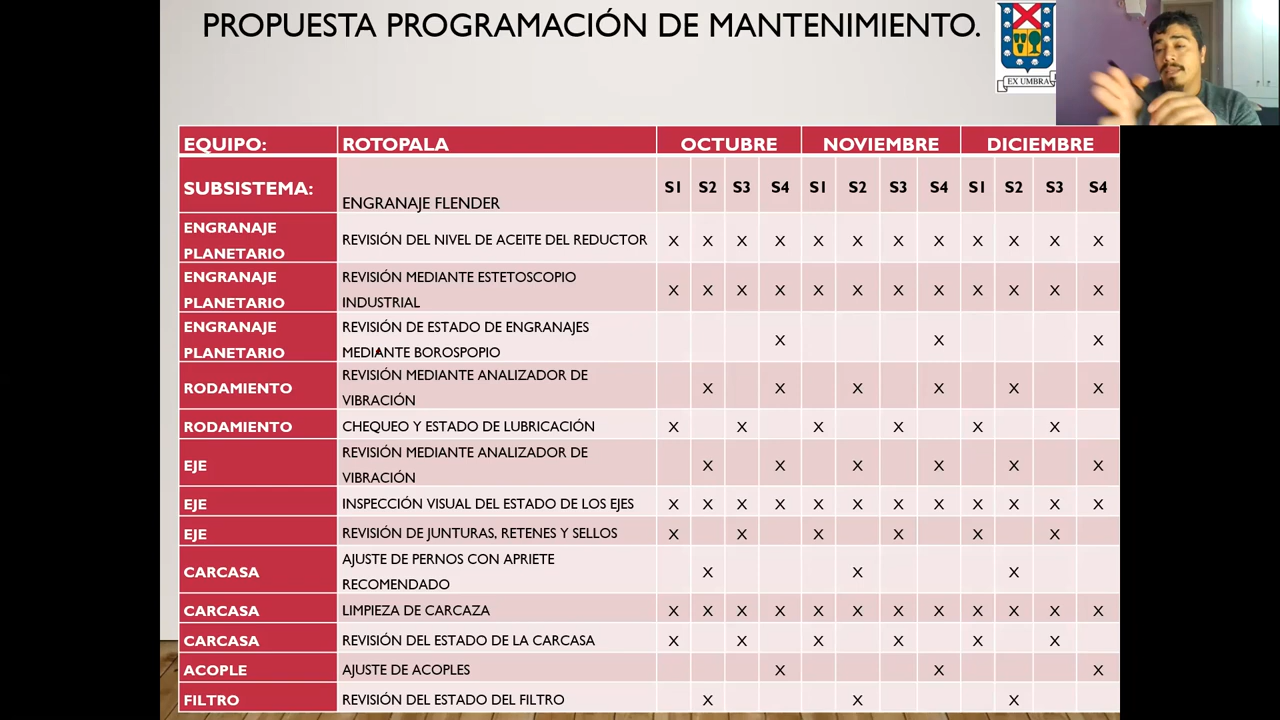 PROPUESTA PROGRAMACIÓN DE MANTENIMIENTO.
EX UMBRA
EQUIPO: ROTOPALA OCTUBRE NOVIEMBRE DICIEMBRE
SUBSISTEMA: ENGRANAJE FLENDER S1 S2 S3 S4 S1 S2 S3 S4 S1 S2 S3 S4
ENGRANAJE
PLANETARIO
REVISIÓN DEL NIVEL DE ACEITE DEL REDUCTOR X X X X X X X X X X X X
ENGRANAJE
PLANETARIO
REVISIÓN MEDIANTE ESTETOSCOPIO
INDUSTRIAL
X X X X X X X X X X X X
ENGRANAJE
PLANETARIO
REVISIÓN DE ESTADO DE ENGRANAJES
MEDIANTE BOROSPOPIO
X X X
RODAMIENTO
REVISIÓN MEDIANTE ANALIZADOR DE
VIBRACIÓN
X X X X X X
RODAMIENTO CHEQUEO Y ESTADO DE LUBRICACIÓN X X X X X X
EJE
REVISIÓN MEDIANTE ANALIZADOR DE
VIBRACIÓN
X X X X X X
EJE INSPECCIÓN VISUAL DEL ESTADO DE LOS EJES X X X X X X X X X X X X
EJE REVISIÓN DE JUNTURAS, RETENES Y SELLOS X X X X X X
CARCASA
AJUSTE DE PERNOS CON APRIETE
RECOMENDADO
X X X
CARCASA LIMPIEZA DE CARCAZA X X X X X X X X X X X X
CARCASA REVISIÓN DEL ESTADO DE LA CARCASA X X X X X X
ACOPLE AJUSTE DE ACOPLES X X X
FILTRO REVISIÓN DEL ESTADO DEL FILTRO X X X